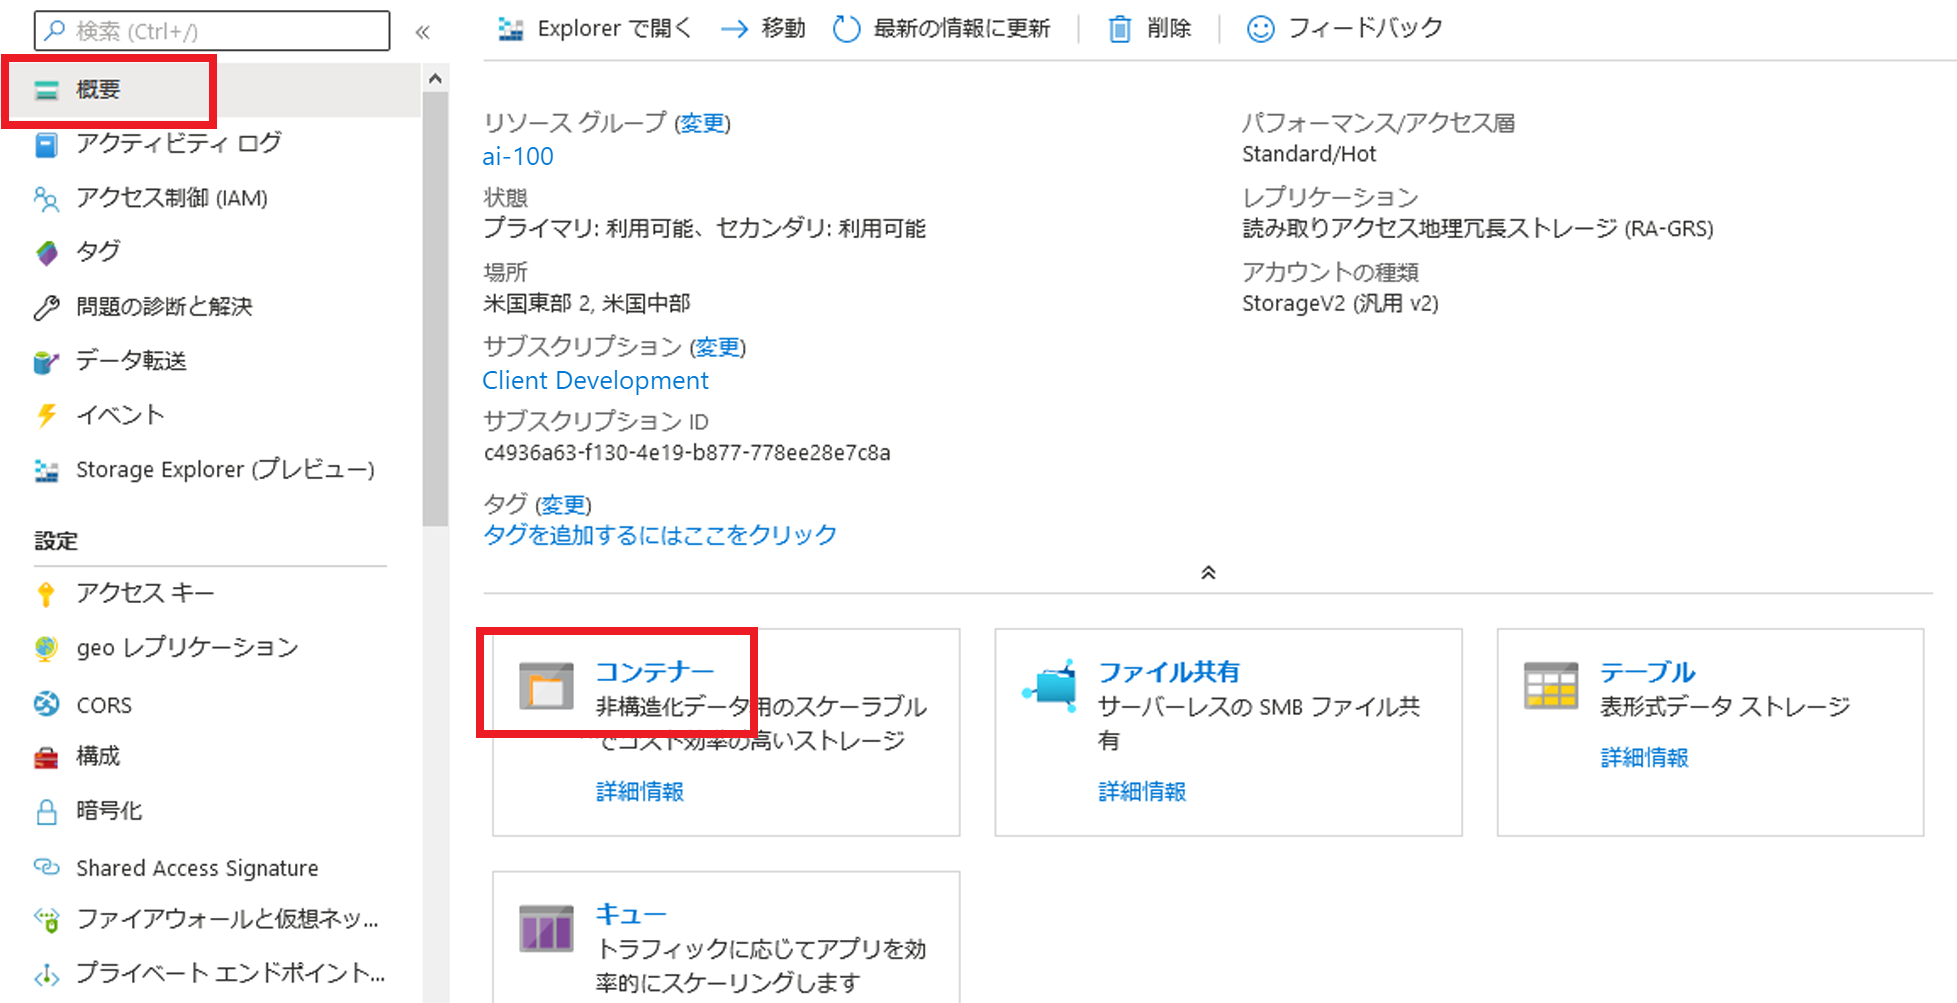 検索 (Ctrl+/)
«
概要
アクティビティ ログ
アクセス制御 (IAM)
タグ
問題の診断と解決
データ転送
イベント
Storage Explorer (プレビュー)
設定
アクセス キー
geo レプリケーション
CORS
構成
暗号化
Shared Access Signature
ファイアウォールと仮想ネッ...
プライベート エンドポイント...
Explorer で開く
移動
最新の情報に更新
削除
フィードバック
リソース グループ (変更)
ai-100
状態
プライマリ: 利用可能、セカンダリ: 利用可能
場所
米国東部 2, 米国中部
サブスクリプション (変更)
Client Development
サブスクリプション ID
c4936a63-f130-4e19-b877-778ee28e7c8a
タグ (変更)
タグを追加するにはここをクリック
パフォーマンス/アクセス層
Standard/Hot
レプリケーション
読み取りアクセス地理冗長ストレージ (RA-GRS)
アカウントの種類
StorageV2 (汎用 v2)
コンテナー
非構造化データ用のスケーラブル
でコスト効率の高いストレージ
詳細情報
ファイル共有
サーバーレスの SMB ファイル共
有
詳細情報
テーブル
表形式データ ストレージ
詳細情報
キュー
トラフィックに応じてアプリを効
率的にスケーリングします